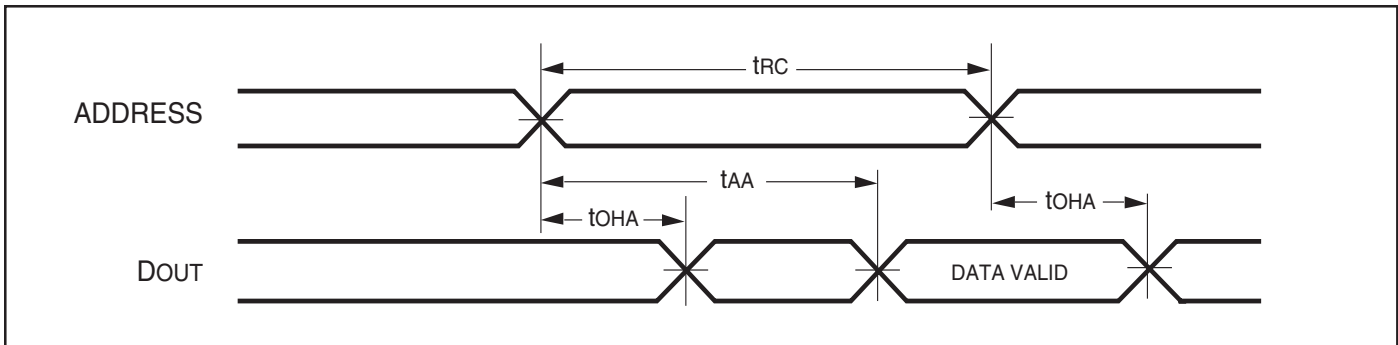 tRC
ADDRESS
tAA
tOHA
tOHA
DOUT
DATA VALID